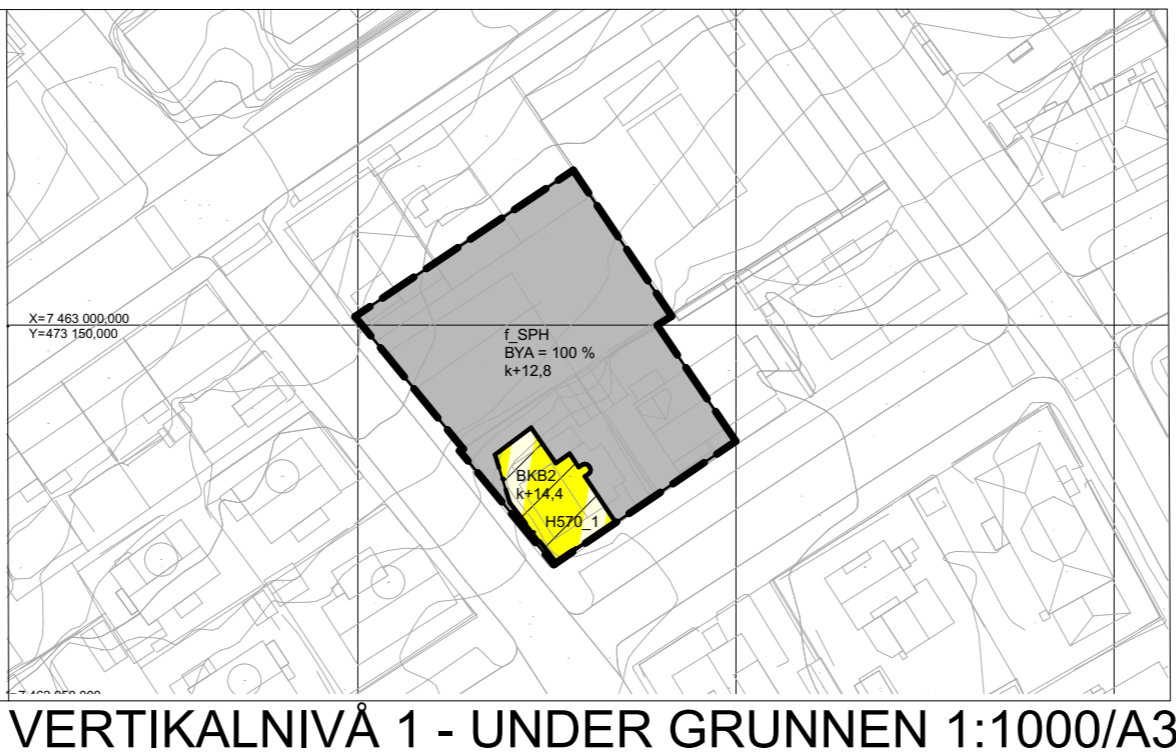 X=7 463 000,000
Y=473 150,000
f_SPH
BYA = 100 %
k+12,8
BKB2
k+14,4
H570_1
VERTIKALNIVÅ 1 - UNDER GRUNNEN 1:1000/A3